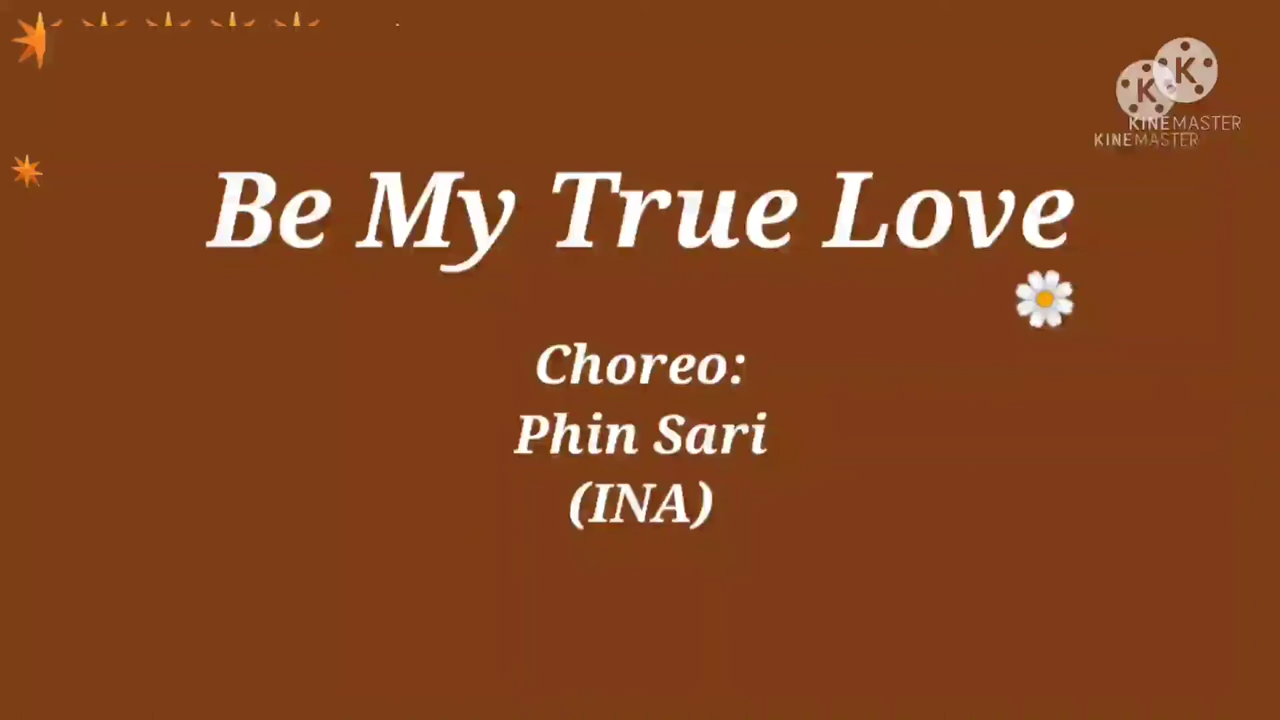 K
K
KINEMASTER
KINEMASTER
Be My True Love
Choreo:
Phin Sari
(INA)